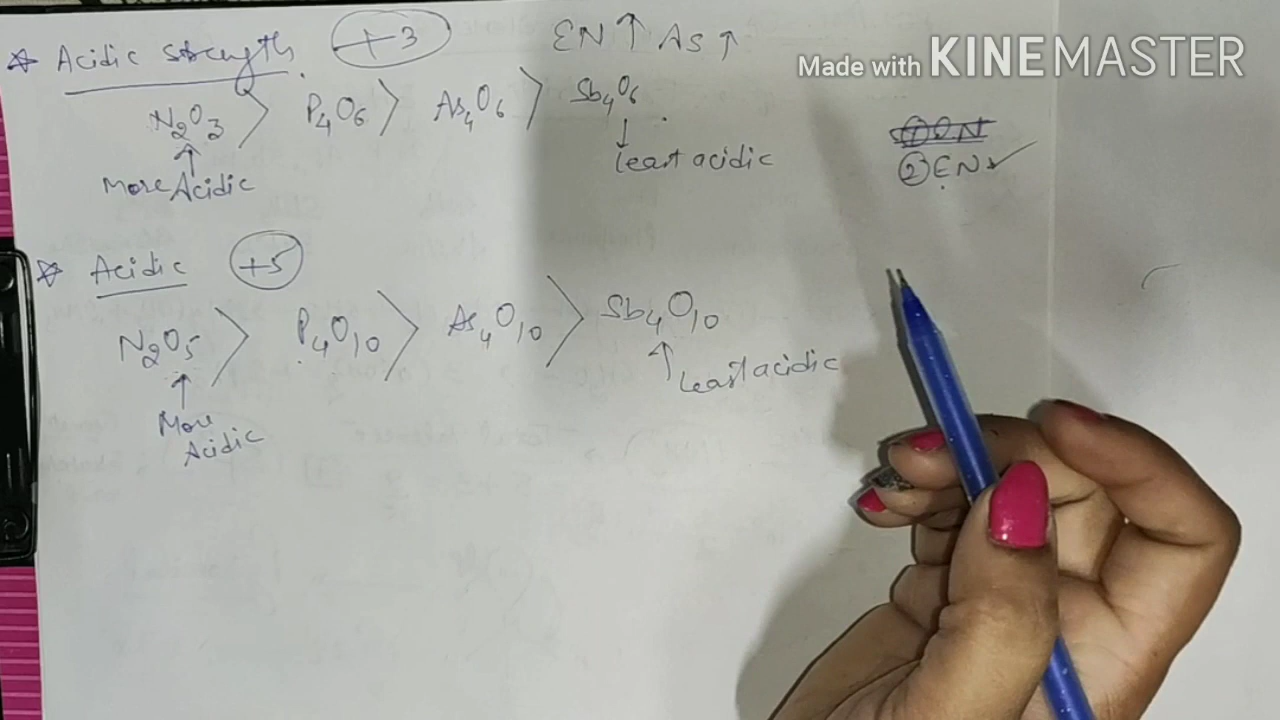 ☆ Acidic strength. +3 EN↑ AS↑
N2O3 > P4O6 > As4O6 > Sb4O6
↑ More Acidic
↓ Least acidic
② EN ✓
☆ Acidic +5
N2O5 > P4O10 > As4O10 > Sb4O10
↑ More Acidic
↑ Least acidic
Made with KINEMASTER